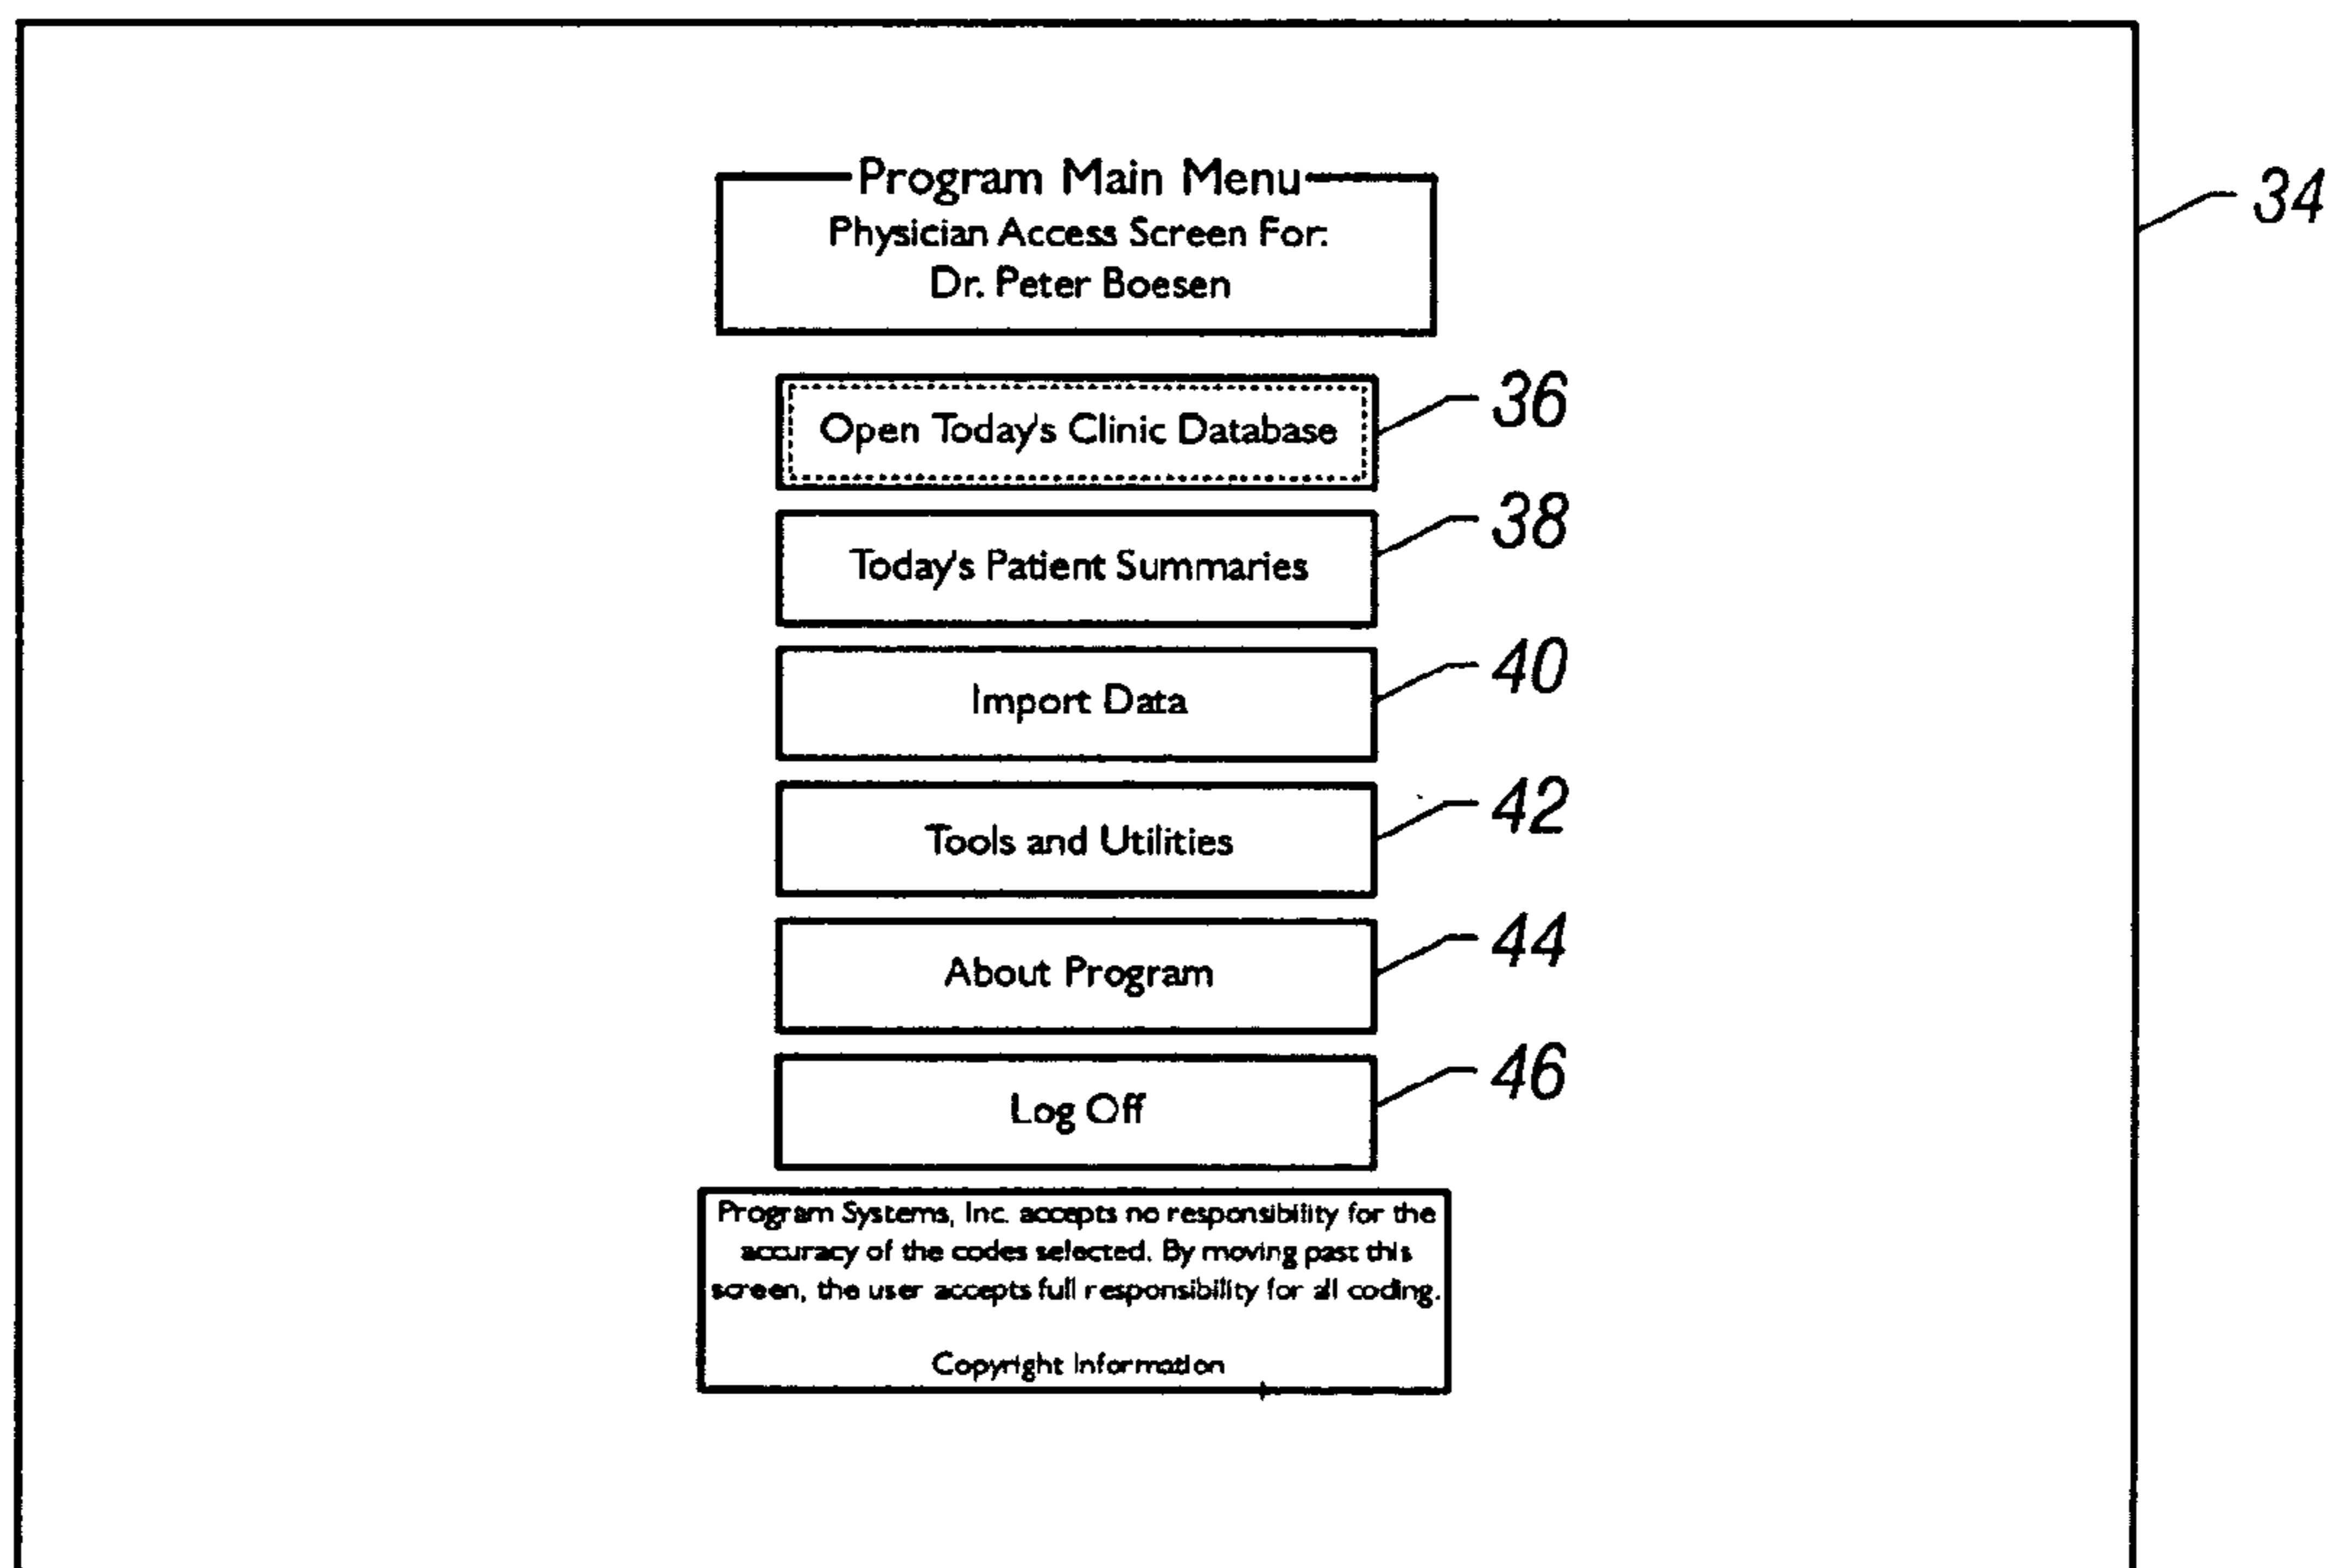 Program Main Menu
34
Physician Access Screen For:
Dr. Peter Boesen
Open Today's Clinic Database
36
Today's Patient Summaries
38
Import Data
40
Tools and Utilities
42
About Program
44
Log Off
46
Program Systems, Inc. accepts no responsibility for the
accuracy of the codes selected. By moving past this
screen, the user accepts full responsibility for all coding.
Copyright Information